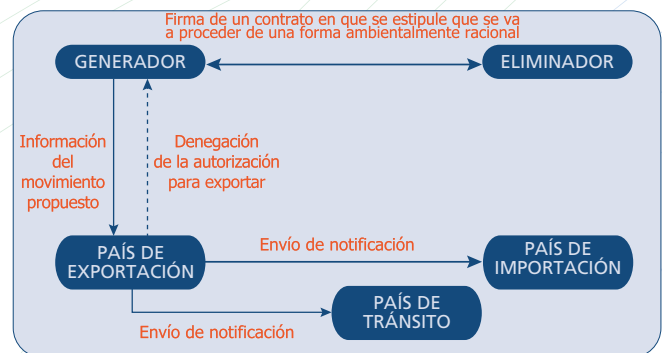 Firma de un contrato en que se estipule que se va
a proceder de una forma ambientalmente racional
GENERADOR
ELIMINADOR
Información
del
movimiento
propuesto
Denegación
de la autorización
para exportar
PAÍS DE
EXPORTACIÓN
Envío de notificación
PAÍS DE
IMPORTACIÓN
PAÍS DE
TRÁNSITO
Envío de notificación